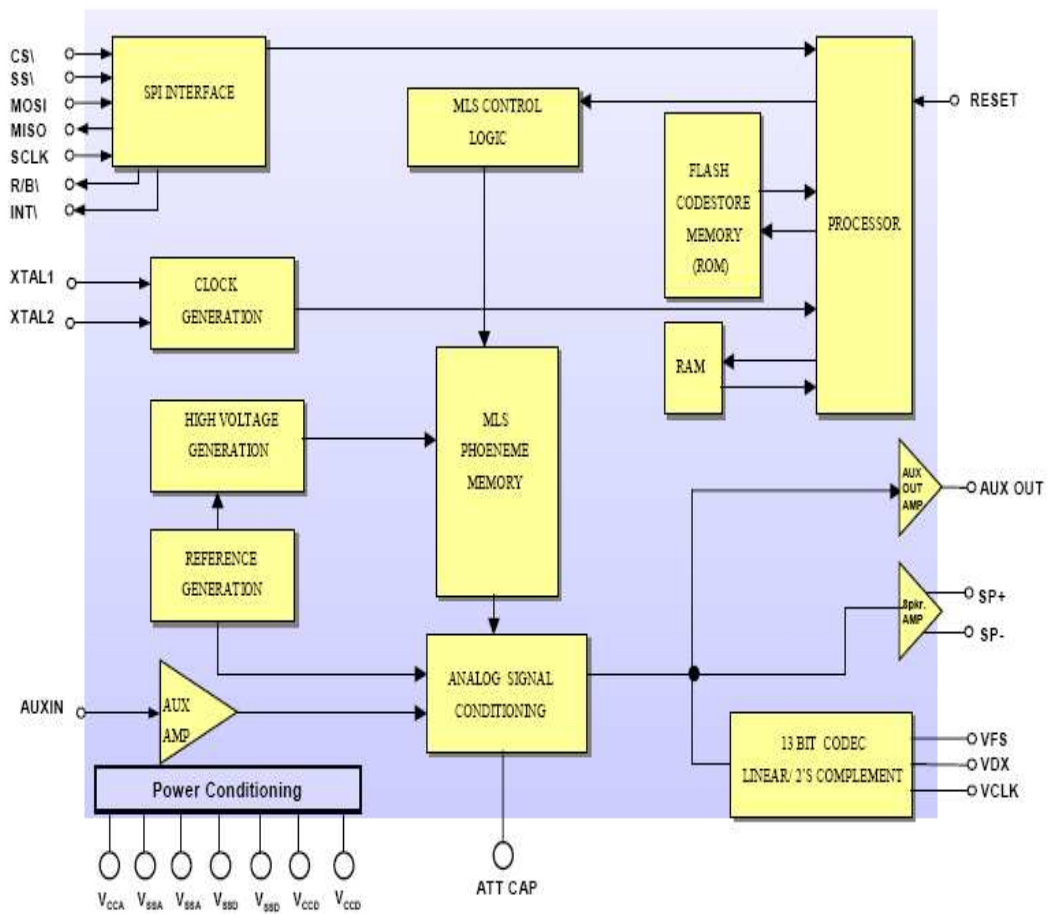 CS\
SS\
MOSI
MISO
SCLK
R/B\
INT\
SPI INTERFACE
MLS CONTROL
LOGIC
FLASH
CODESTORE
MEMORY
(ROM)
PROCESSOR
RESET
XTAL1
XTAL2
CLOCK
GENERATION
RAM
HIGH VOLTAGE
GENERATION
MLS
PHOENEME
MEMORY
AUX
OUT
AMP
AUX OUT
REFERENCE
GENERATION
Spkr.
AMP
SP+
SP-
ANALOG SIGNAL
CONDITIONING
AUXIN
AUX
AMP
13 BIT CODEC
LINEAR/ 2'S COMPLEMENT
VFS
VDX
VCLK
Power Conditioning
ATT CAP
VCCA VSSA VSSA VSSD VSSD VCCD VCCD